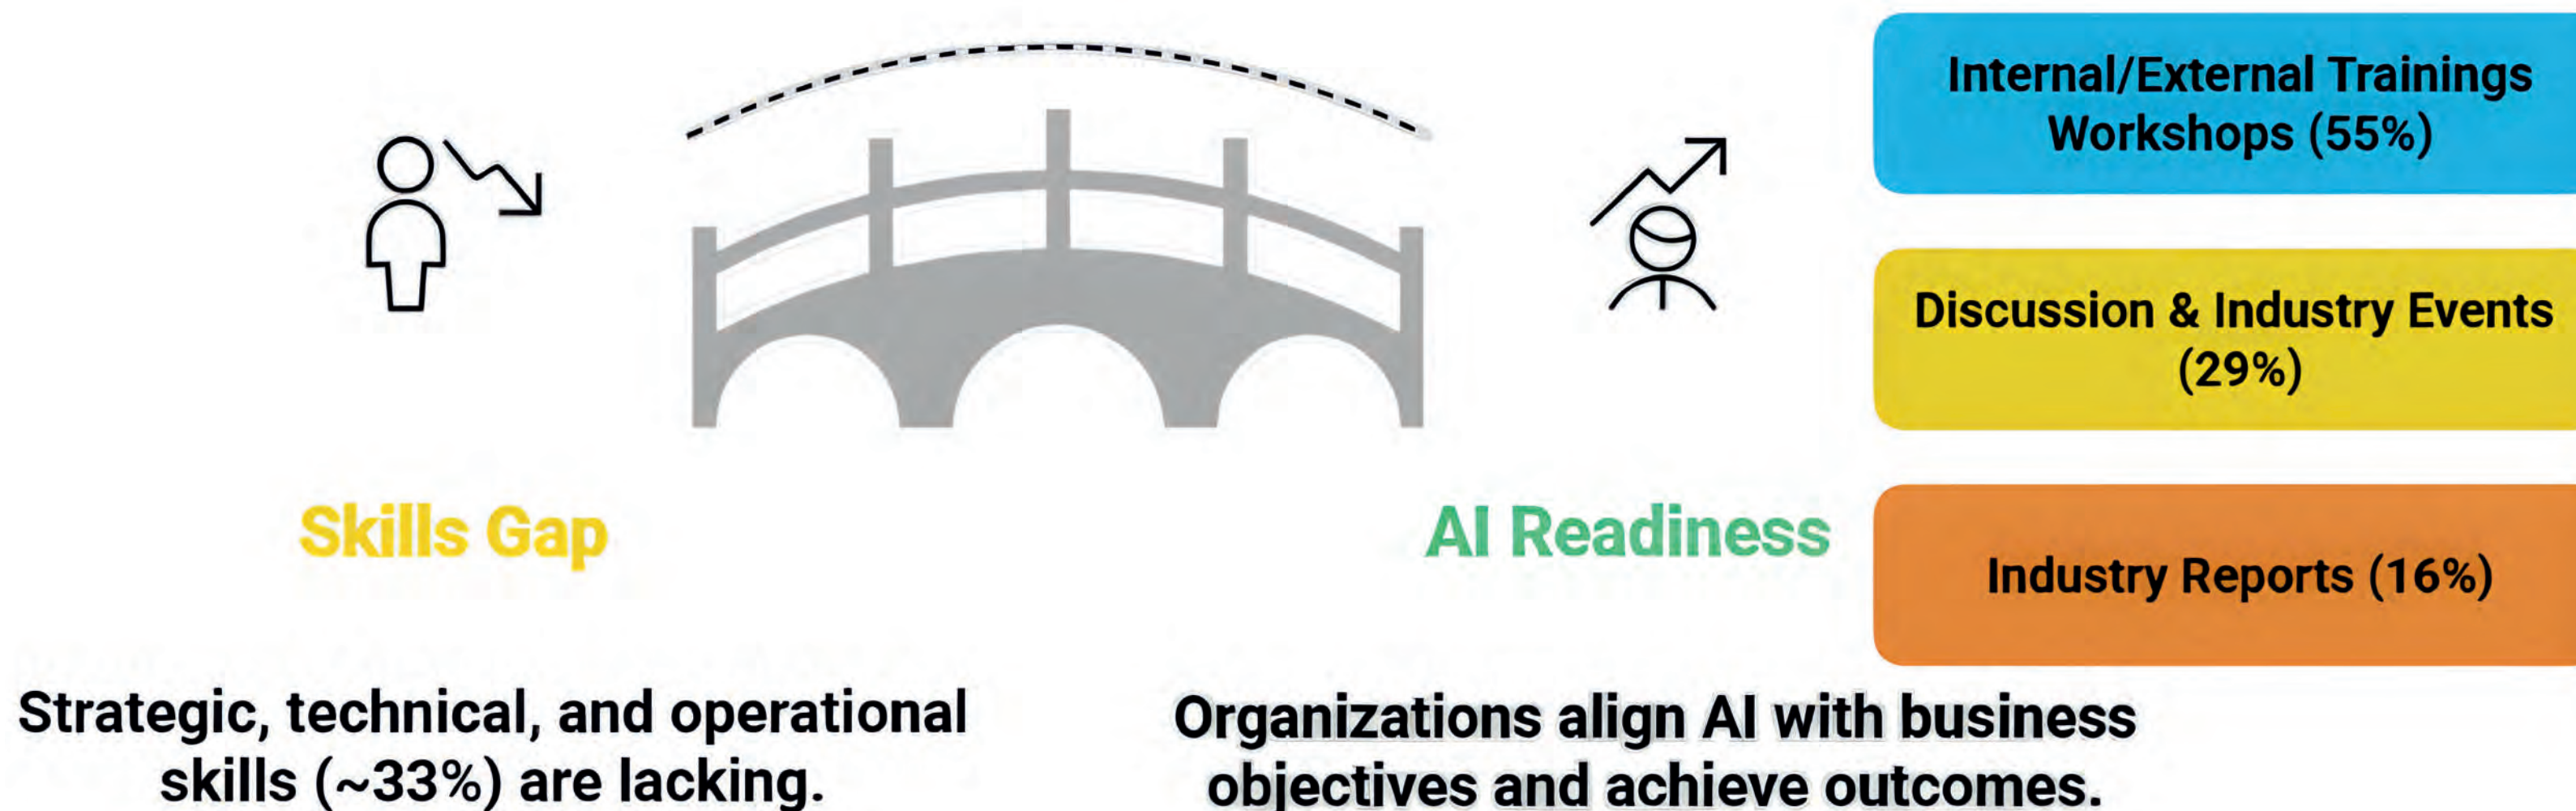 Internal/External Trainings
Workshops (55%)
Discussion & Industry Events
(29%)
Industry Reports (16%)
Skills Gap
AI Readiness
Strategic, technical, and operational
skills (~33%) are lacking.
Organizations align AI with business
objectives and achieve outcomes.